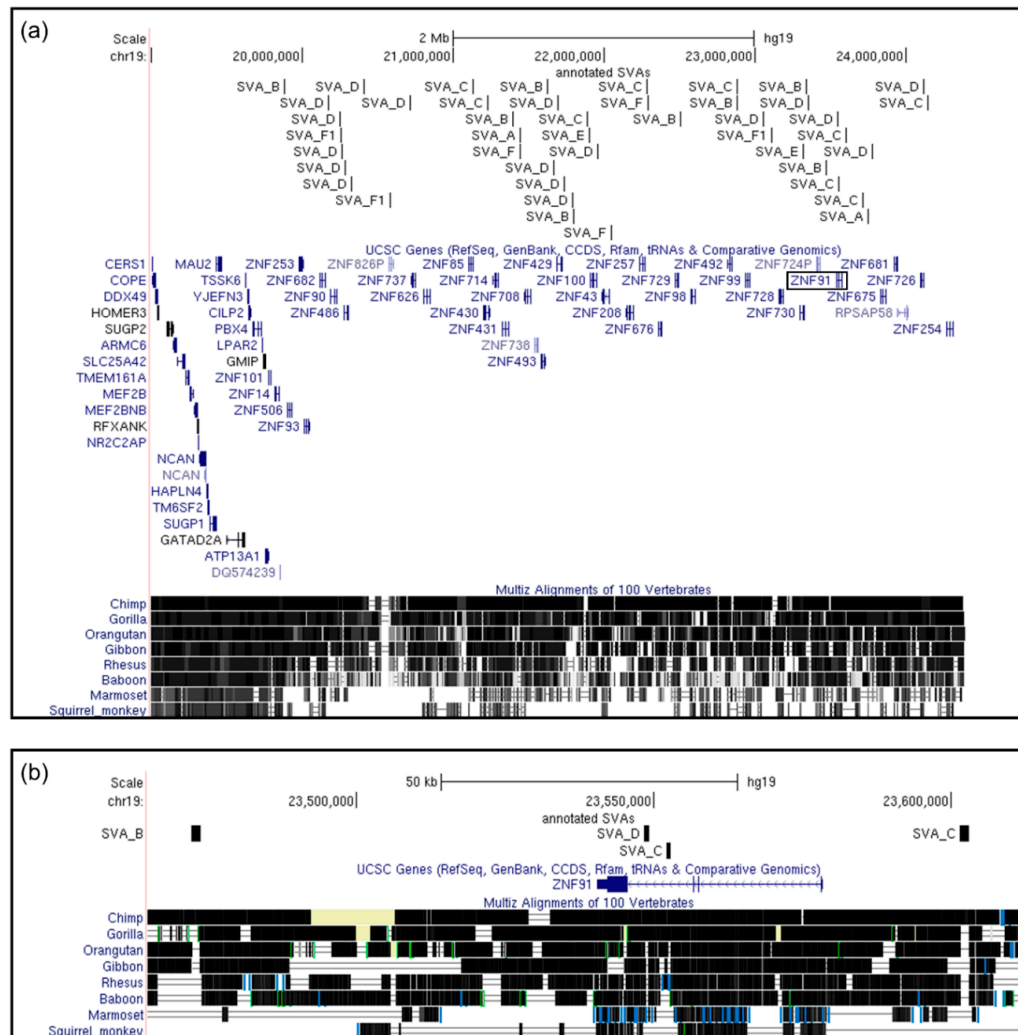 (a)
Scale 2 Mb hg19
chr19: 20,000,000 21,000,000 22,000,000 23,000,000 24,000,000
annotated SVAs
SVA_B SVA_D SVA_C SVA_B SVA_C SVA_C SVA_B SVA_D
SVA_D SVA_D SVA_C SVA_D SVA_F SVA_B SVA_D SVA_C
SVA_D SVA_B SVA_C SVA_B SVA_D SVA_D
SVA_F1 SVA_A SVA_E SVA_F1 SVA_C
SVA_D SVA_F SVA_D SVA_E SVA_D
SVA_D SVA_D SVA_B
SVA_D SVA_D SVA_C
SVA_F1 SVA_D SVA_C
SVA_B SVA_A
SVA_F
UCSC Genes (RefSeq, GenBank, CCDS, Rfam, tRNAs & Comparative Genomics)
CERS1 MAU2 ZNF253 ZNF826P ZNF85 ZNF429 ZNF257 ZNF492 ZNF724P ZNF681
COPE TSSK6 ZNF682 ZNF737 ZNF714 ZNF100 ZNF729 ZNF99 ZNF91 ZNF726
DDX49 YJEFN3 ZNF90 ZNF626 ZNF708 ZNF43 ZNF98 ZNF728 ZNF675
HOMER3 CILP2 ZNF486 ZNF430 ZNF208 ZNF730 RPSAP58
SUGP2 PBX4 ZNF431 ZNF676 ZNF254
ARMC6 LPAR2 ZNF738
SLC25A42 GMIP ZNF493
TMEM161A ZNF101
MEF2B ZNF14
MEF2BNB ZNF506
RFXANK ZNF93
NR2C2AP
NCAN
NCAN
HAPLN4
TM6SF2
SUGP1
GATAD2A
ATP13A1
DQ574239
Multiz Alignments of 100 Vertebrates
Chimp
Gorilla
Orangutan
Gibbon
Rhesus
Baboon
Marmoset
Squirrel_monkey
(b)
Scale 50 kb hg19
chr19: 23,500,000 23,550,000 23,600,000
annotated SVAs
SVA_B SVA_D SVA_C
SVA_C
UCSC Genes (RefSeq, GenBank, CCDS, Rfam, tRNAs & Comparative Genomics)
ZNF91
Multiz Alignments of 100 Vertebrates
Chimp
Gorilla
Orangutan
Gibbon
Rhesus
Baboon
Marmoset
Squirrel_monkey